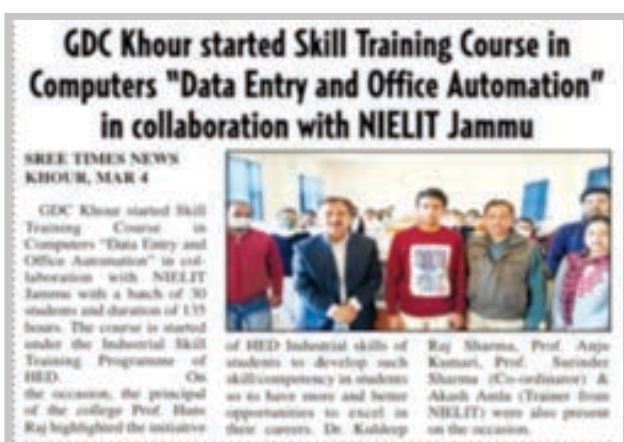 GDC Khour started Skill Training Course in
Computers "Data Entry and Office Automation"
in collaboration with NIELIT Jammu
SREE TIMES NEWS
KHOUR, MAR 4
GDC Khour started Skill
Training Course in
Computers "Data Entry and
Office Automation" in col-
laboration with NIELIT
Jammu with a batch of 30
students and duration of 135
hours. The course is started
under the Industrial Skill
Training Programme of
HED. On
the occasion, the principal
of the college Prof. Hans
Raj highlighted the initiative
of HED Industrial skills of
students to develop such
skill/competency in students
so to have more and better
opportunities to excel in
their careers. Dr. Kuldeep
Raj Sharma, Prof. Anju
Kumari, Prof. Surinder
Sharma (Co-ordinator) &
Akash Amla (Trainer from
NIELIT) were also present
on the occasion.